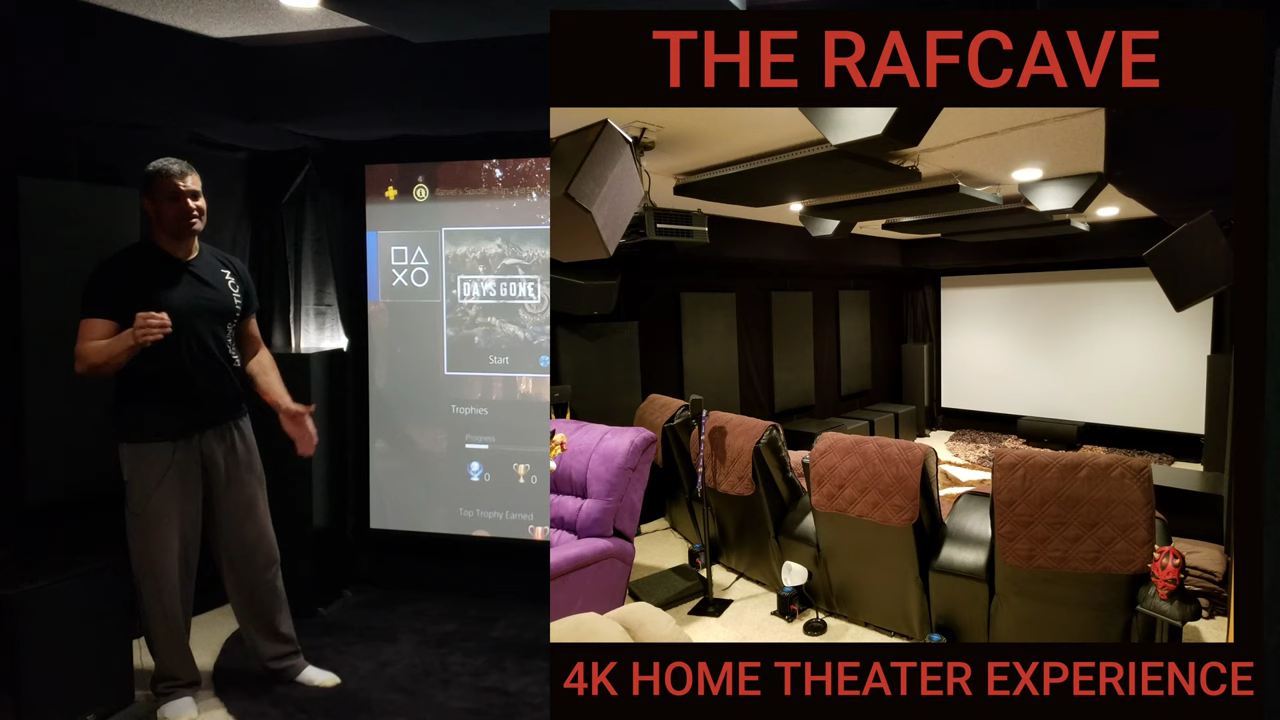 THE RAFCAVE
DAYS GONE
Start
Trophies
Progress
0
0
Top Trophy Earned
4K HOME THEATER EXPERIENCE